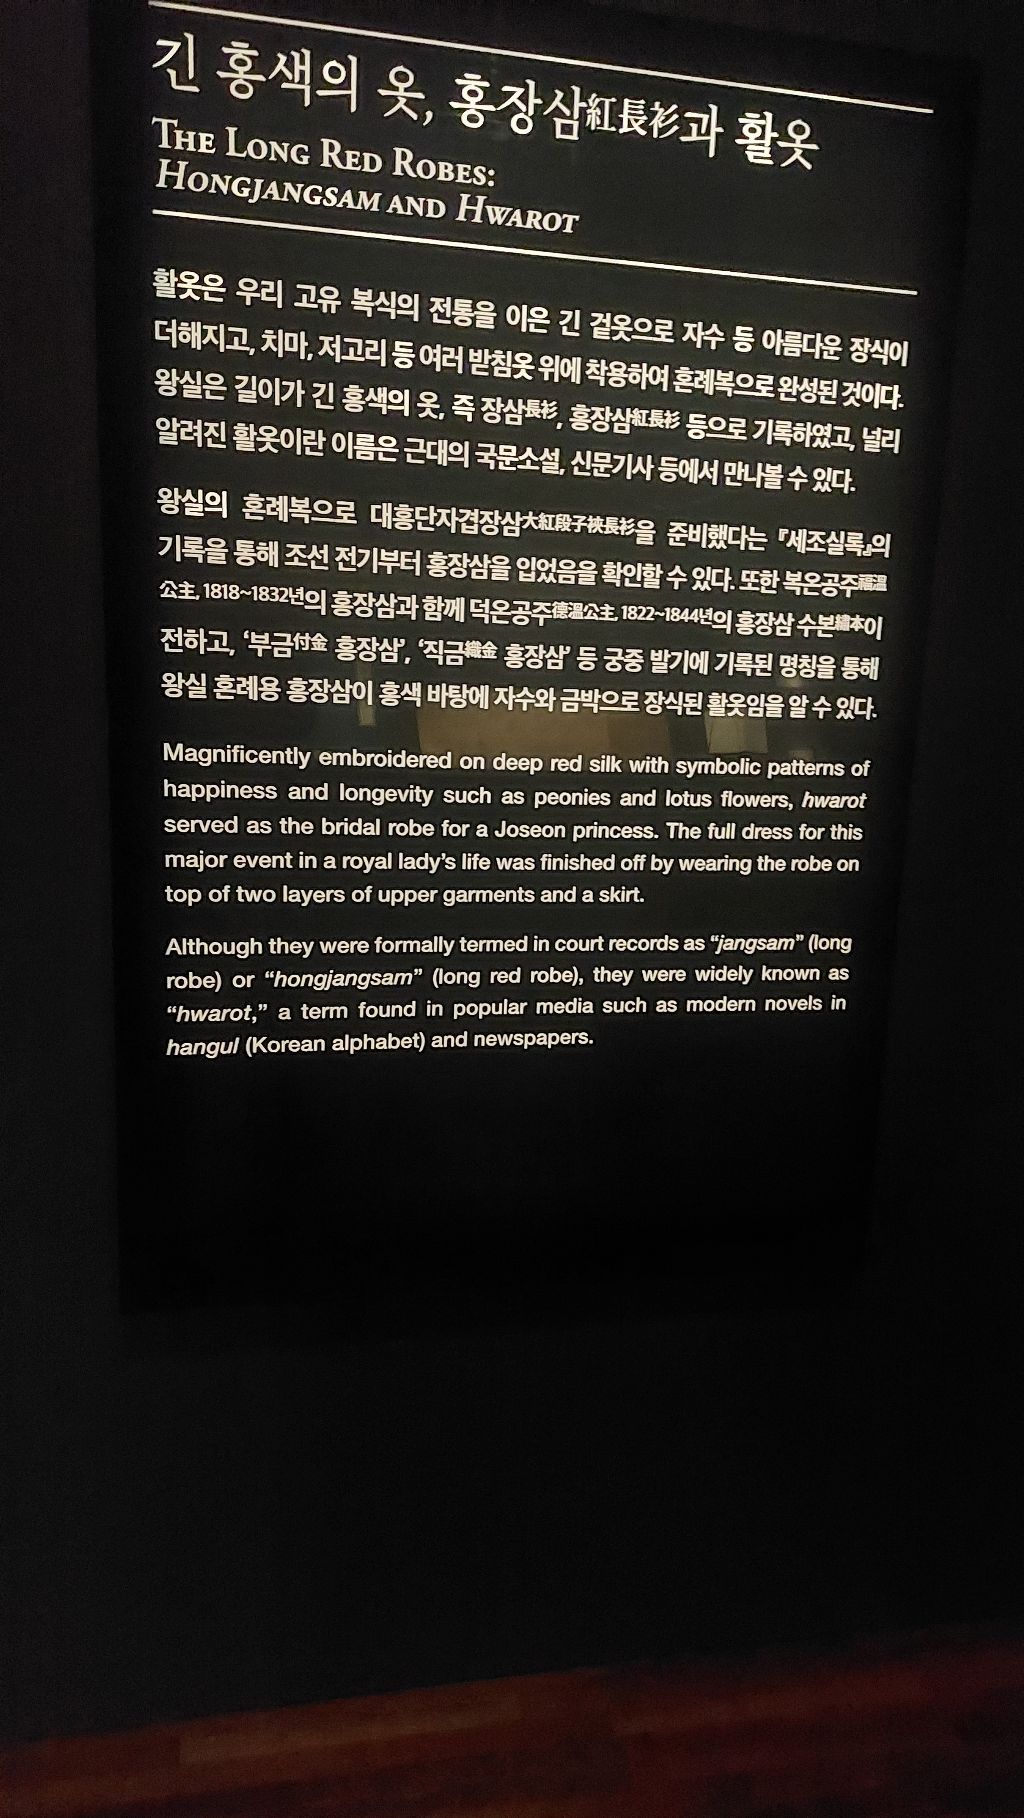 긴 홍색의 옷, 홍장삼紅長衫과 활옷
THE LONG RED ROBES:
HONGJANGSAM AND HWAROT
활옷은 우리 고유 복식의 전통을 이은 긴 겉옷으로 자수 등 아름다운 장식이
더해지고, 치마, 저고리 등 여러 받침옷 위에 착용하여 혼례복으로 완성된 것이다.
왕실은 길이가 긴 홍색의 옷, 즉 장삼長衫, 홍장삼紅長衫 등으로 기록하였고, 널리
알려진 활옷이란 이름은 근대의 국문소설, 신문기사 등에서 만나볼 수 있다.
왕실의 혼례복으로 대홍단자겹장삼大紅段子裌長衫을 준비했다는 『세조실록』의
기록을 통해 조선 전기부터 홍장삼을 입었음을 확인할 수 있다. 또한 복온공주福溫
公主, 1818~1832년의 홍장삼과 함께 덕온공주德溫公主, 1822~1844년의 홍장삼 수본繡本이
전하고, ‘부금付金 홍장삼’, ‘직금織金 홍장삼’ 등 궁중 발기에 기록된 명칭을 통해
왕실 혼례용 홍장삼이 홍색 바탕에 자수와 금박으로 장식된 활옷임을 알 수 있다.
Magnificently embroidered on deep red silk with symbolic patterns of
happiness and longevity such as peonies and lotus flowers, hwarot
served as the bridal robe for a Joseon princess. The full dress for this
major event in a royal lady’s life was finished off by wearing the robe on
top of two layers of upper garments and a skirt.
Although they were formally termed in court records as “jangsam” (long
robe) or “hongjangsam” (long red robe), they were widely known as
“hwarot,” a term found in popular media such as modern novels in
hangul (Korean alphabet) and newspapers.